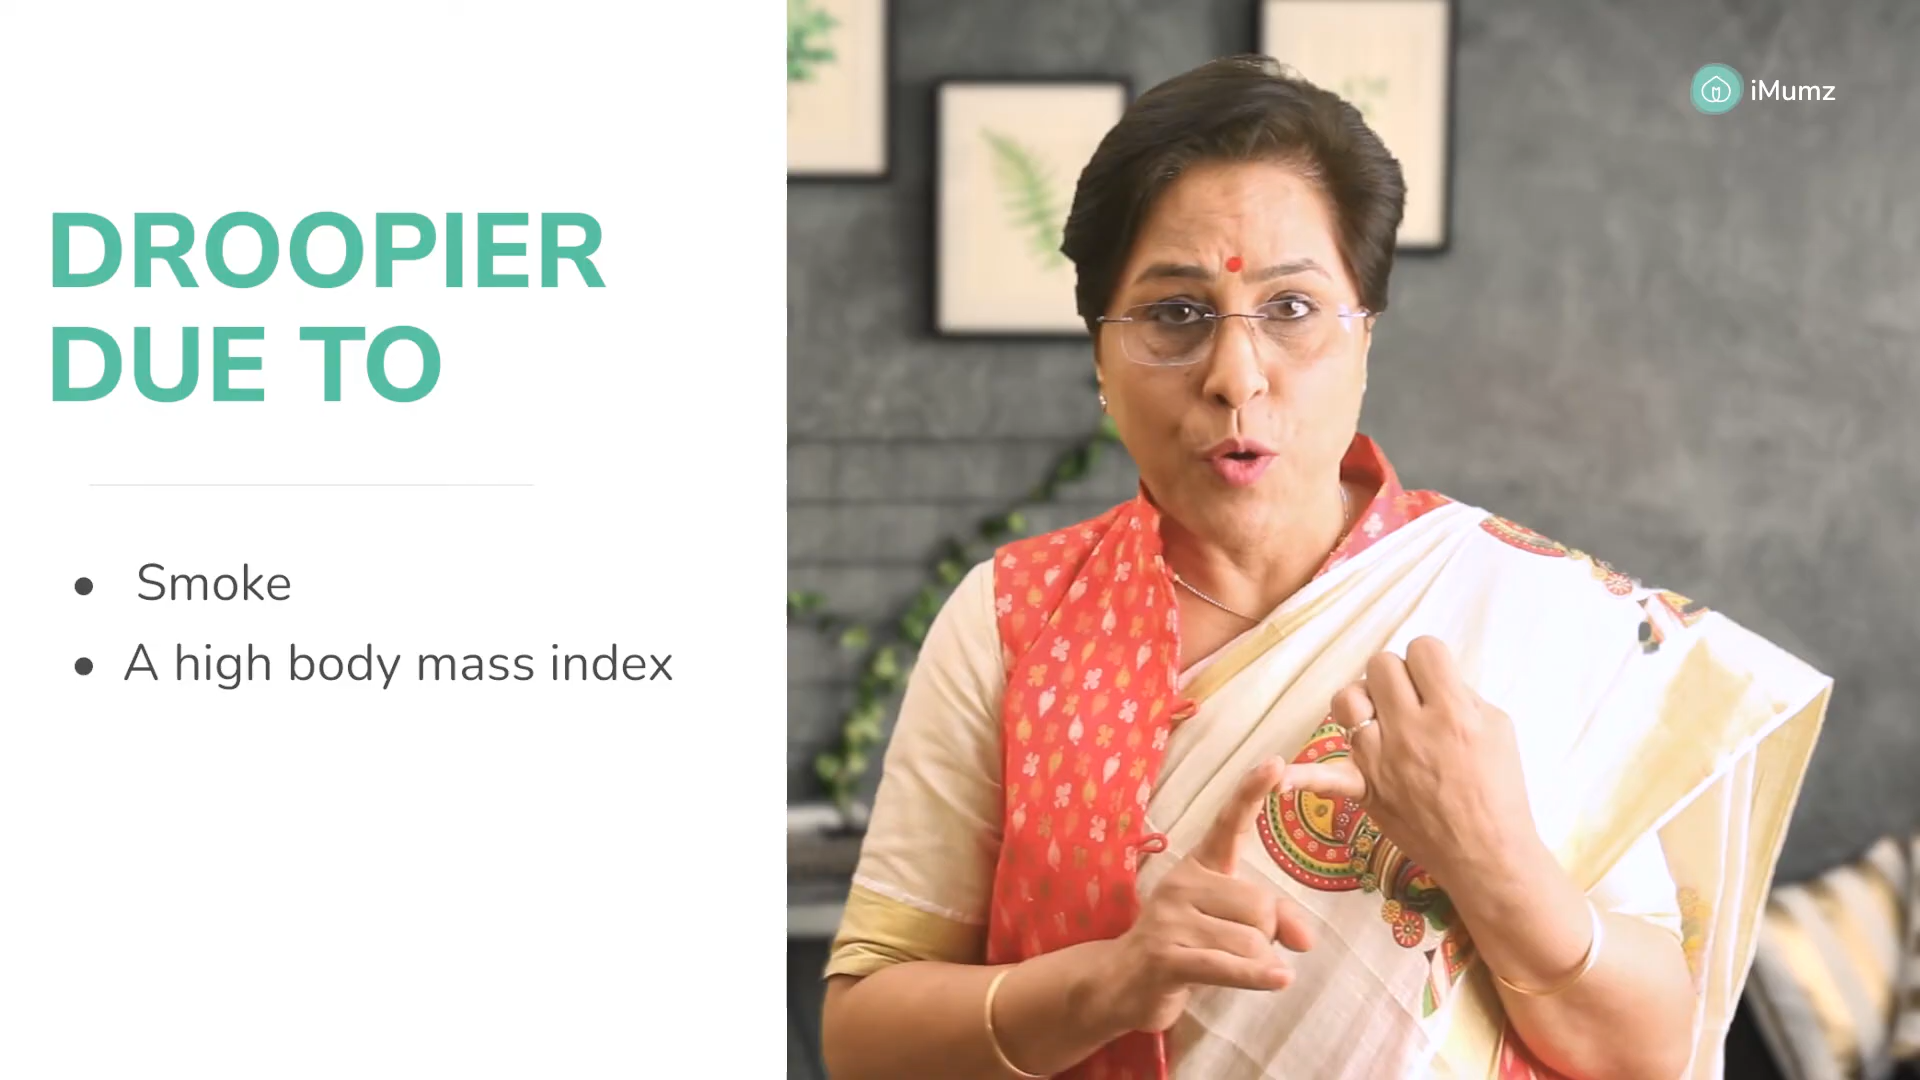 DROOPIER
DUE TO
• Smoke
• A high body mass index
iMumz